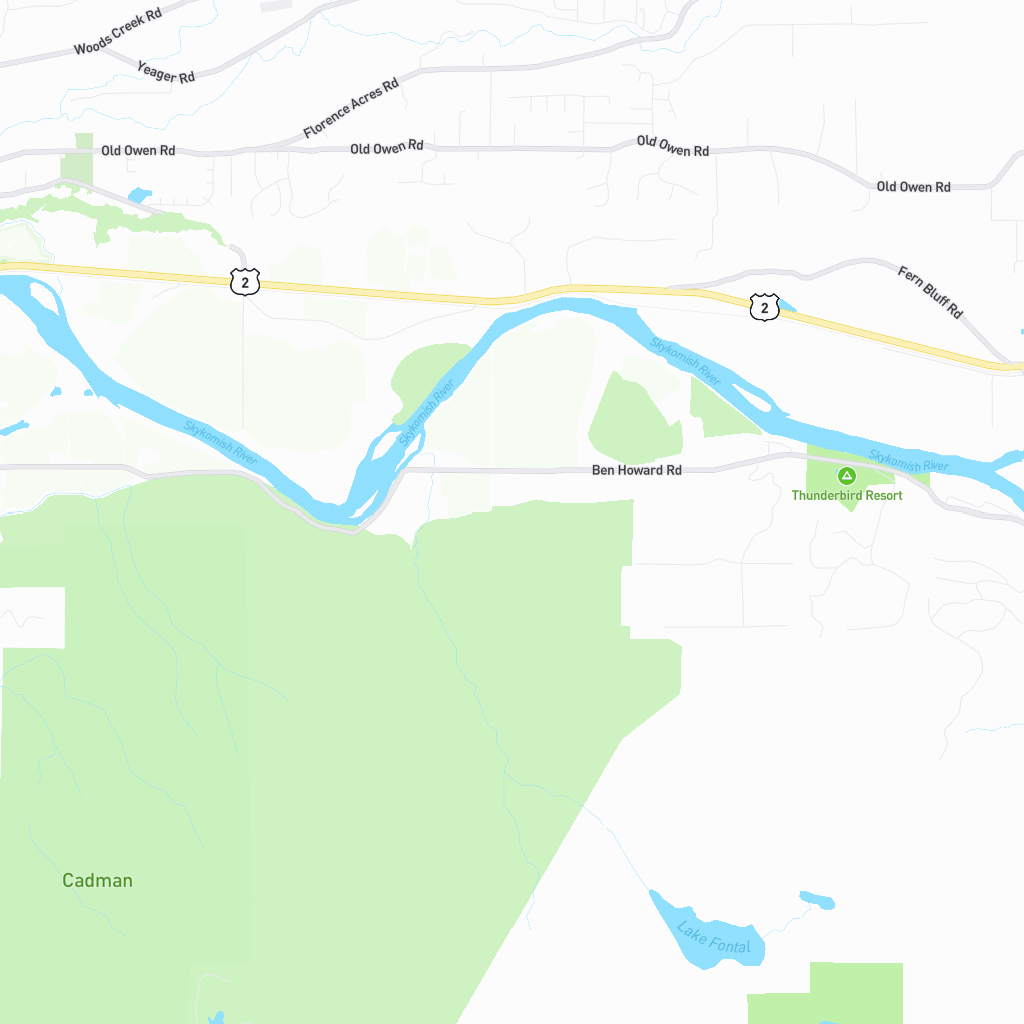 Woods Creek Rd
Yeager Rd
Florence Acres Rd
Old Owen Rd
Old Owen Rd
Old Owen Rd
Old Owen Rd
2
Fern Bluff Rd
2
Skykomish River
Skykomish River
Skykomish River
Skykomish River
Ben Howard Rd
Thunderbird Resort
Cadman
Lake Fontal